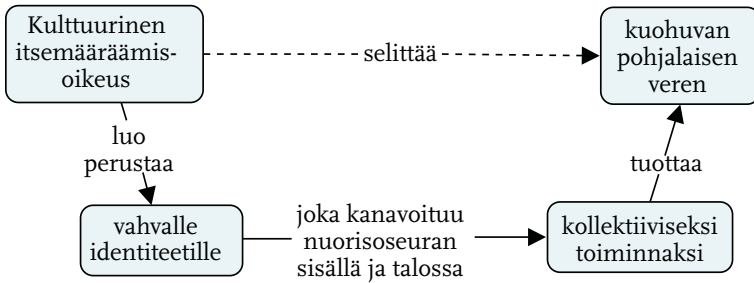 Kulttuurinen
itsemääräämis-
oikeus
selittää
kuohuvan
pohjalaisen
veren
luo
perustaa
tuottaa
vahvalle
identiteetille
joka kanavoituu
nuorisoseuran
sisällä ja talossa
kollektiiviseksi
toiminnaksi